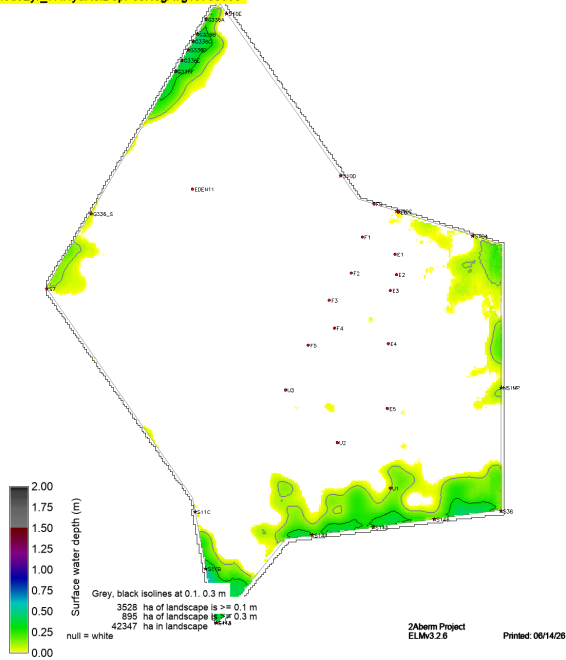 S10E
G336A
G336B
G336C
G336D
G336E
G336F
S10D
EDEN11
G336_S
S10A
F1
E1
F2
E2
E3
F3
F4
E4
F5
NSIMP
U3
E5
U2
U1
S11C
S38
S11B
2.00
1.75
1.50
1.25
1.00
0.75
0.50
0.25
0.00
Surface water depth (m)
Grey, black isolines at 0.1, 0.3 m
3528 ha of landscape is >= 0.1 m
895 ha of landscape is >= 0.3 m
42347 ha in landscape
null = white
2Aberm Project
ELMv3.2.6
Printed: 06/14/26